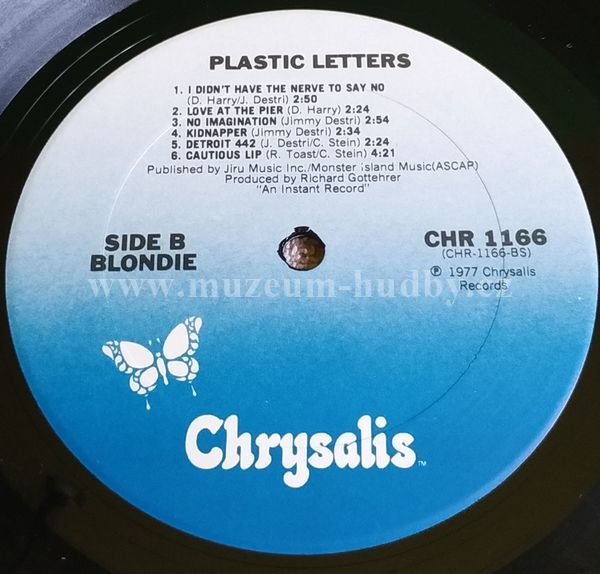 PLASTIC LETTERS
1. I DIDN'T HAVE THE NERVE TO SAY NO
(D. Harry/J. Destri) 2:50
2. LOVE AT THE PIER (D. Harry) 2:24
3. NO IMAGINATION (Jimmy Destri) 2:54
4. KIDNAPPER (Jimmy Destri) 2:34
5. DETROIT 442 (J. Destri/C. Stein) 2:24
6. CAUTIOUS LIP (R. Toast/C. Stein) 4:21
Published by Jiru Music Inc./Monster Island Music(ASCAP)
Produced by Richard Gottehrer
"An Instant Record"
SIDE B
BLONDIE
CHR 1166
(CHR-1166-BS)
℗ 1977 Chrysalis
Records
www.muzeum-hudby.cz
Chrysalis™